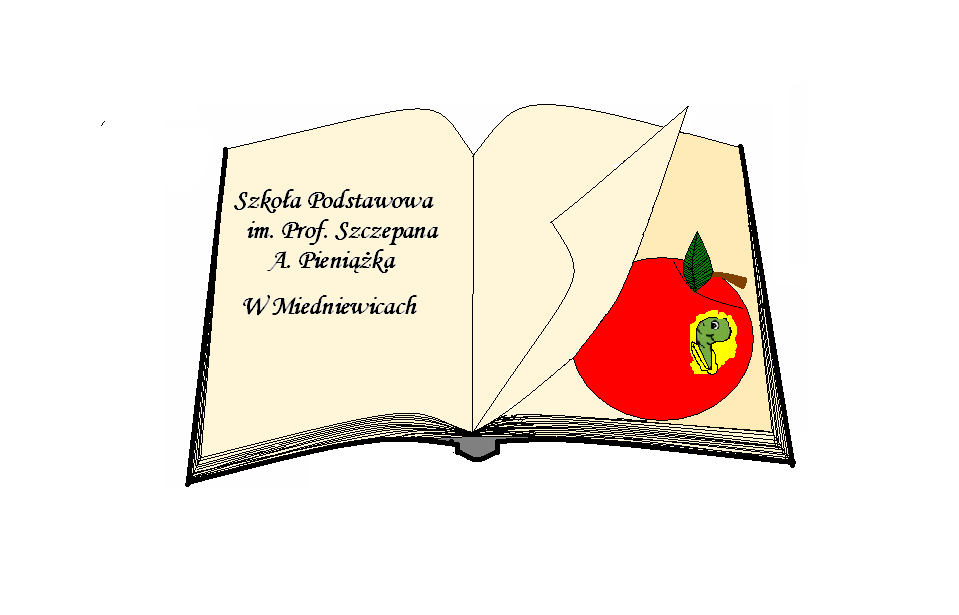 Szkoła Podstawowa
im. Prof. Szczepana
A. Pieniążka
W Miedniewicach